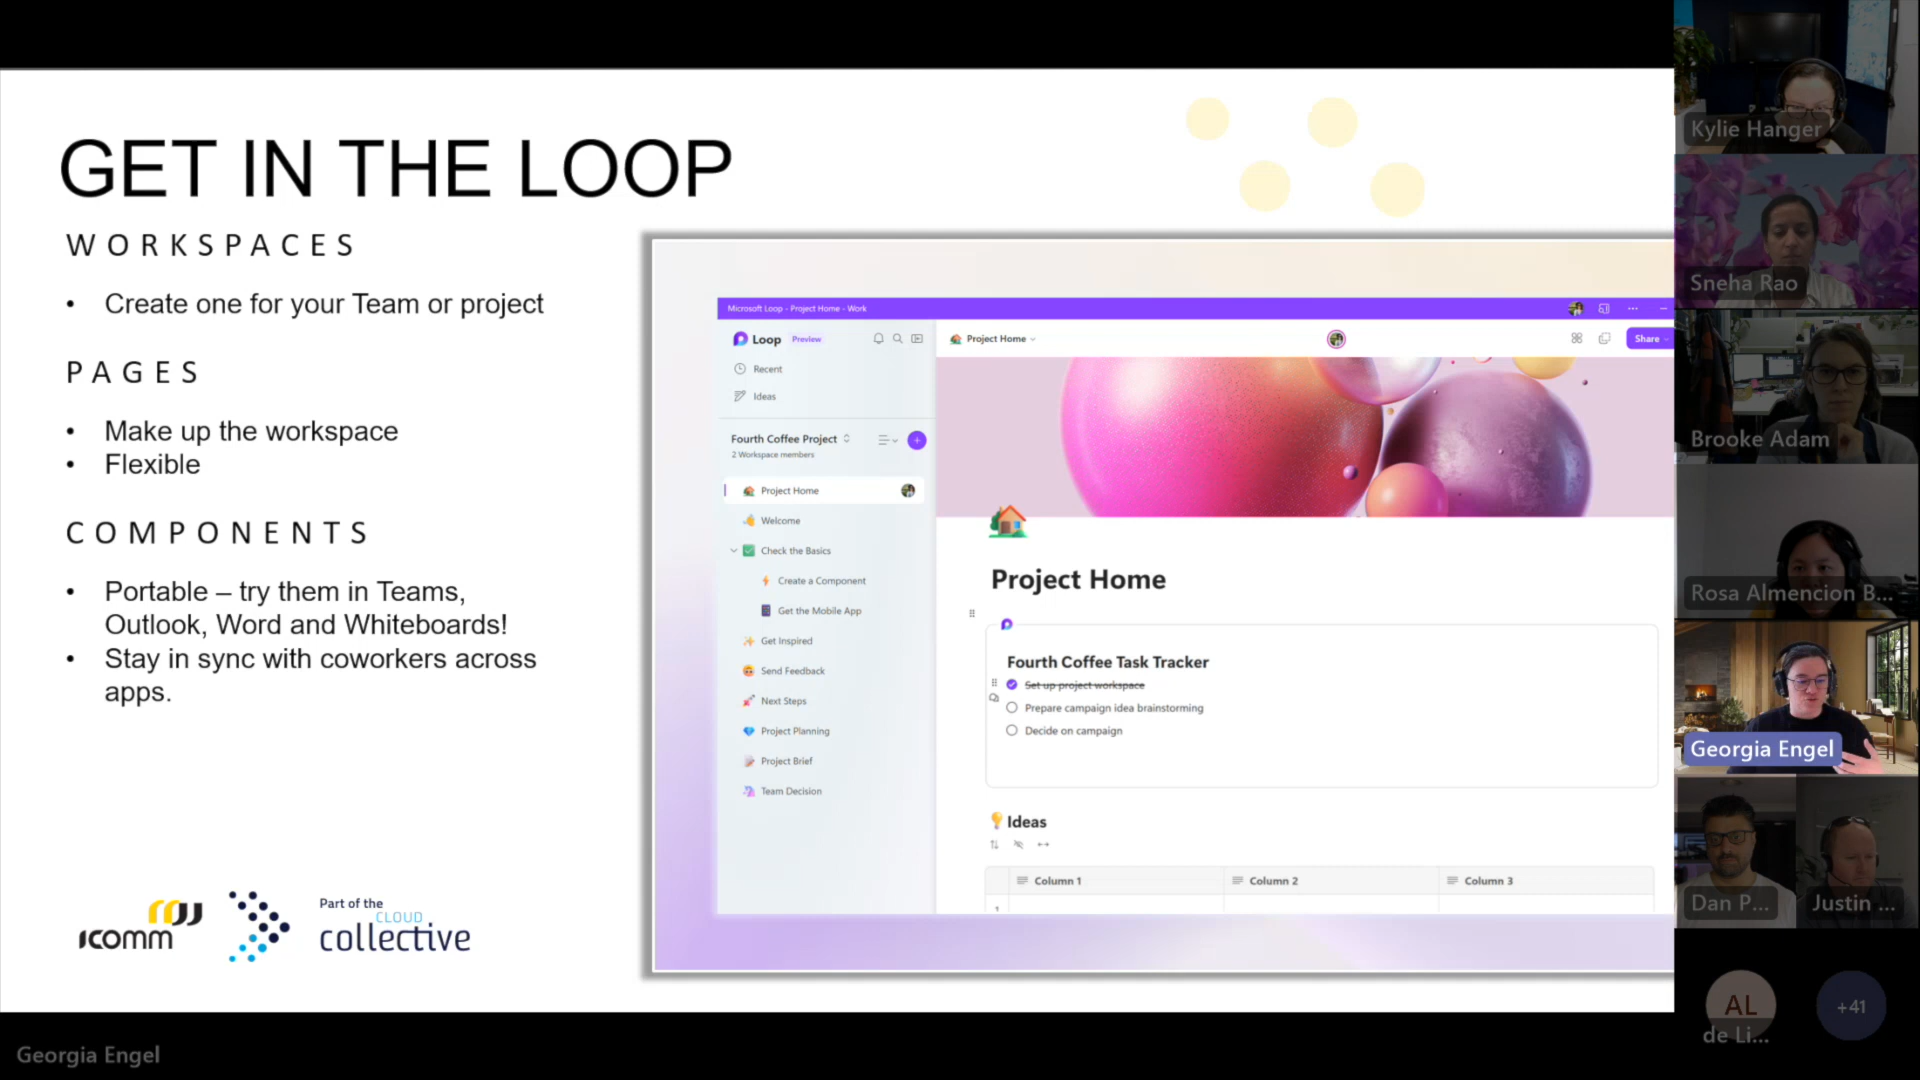 GET IN THE LOOP
WORKSPACES
• Create one for your Team or project
PAGES
• Make up the workspace
• Flexible
COMPONENTS
• Portable – try them in Teams,
Outlook, Word and Whiteboards!
• Stay in sync with coworkers across
apps.
ıcomm
Part of the
CLOUD
collective
Microsoft Loop - Project Home - Work
Loop Preview
Recent
Ideas
Fourth Coffee Project
2 Workspace members
Project Home
Welcome
Check the Basics
Create a Component
Get the Mobile App
Get Inspired
Send Feedback
Next Steps
Project Planning
Project Brief
Team Decision
Project Home
Share
Project Home
Fourth Coffee Task Tracker
Set up project workspace
Prepare campaign idea brainstorming
Decide on campaign
Ideas
Column 1 Column 2 Column 3
1
Kylie Hanger
Sneha Rao
Brooke Adam
Rosa Almencion B...
Georgia Engel
Dan P... Justin ...
AL +41
de Li...
Georgia Engel